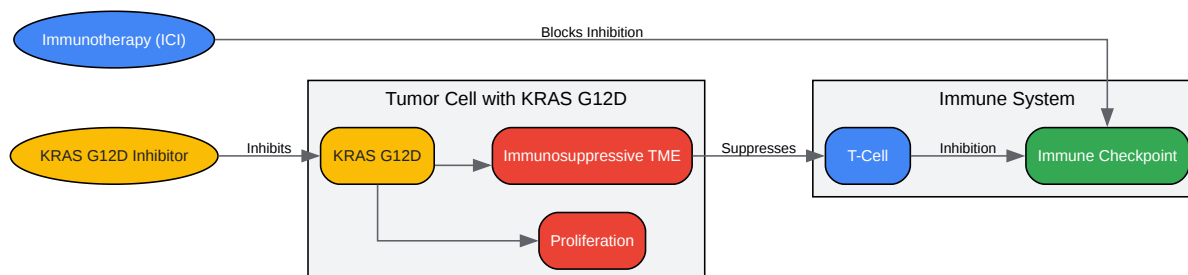 Immunotherapy (ICI)
Blocks Inhibition
Tumor Cell with KRAS G12D
Immune System
KRAS G12D Inhibitor
Inhibits
KRAS G12D
Immunosuppressive TME
Suppresses
T-Cell
Inhibition
Immune Checkpoint
Proliferation